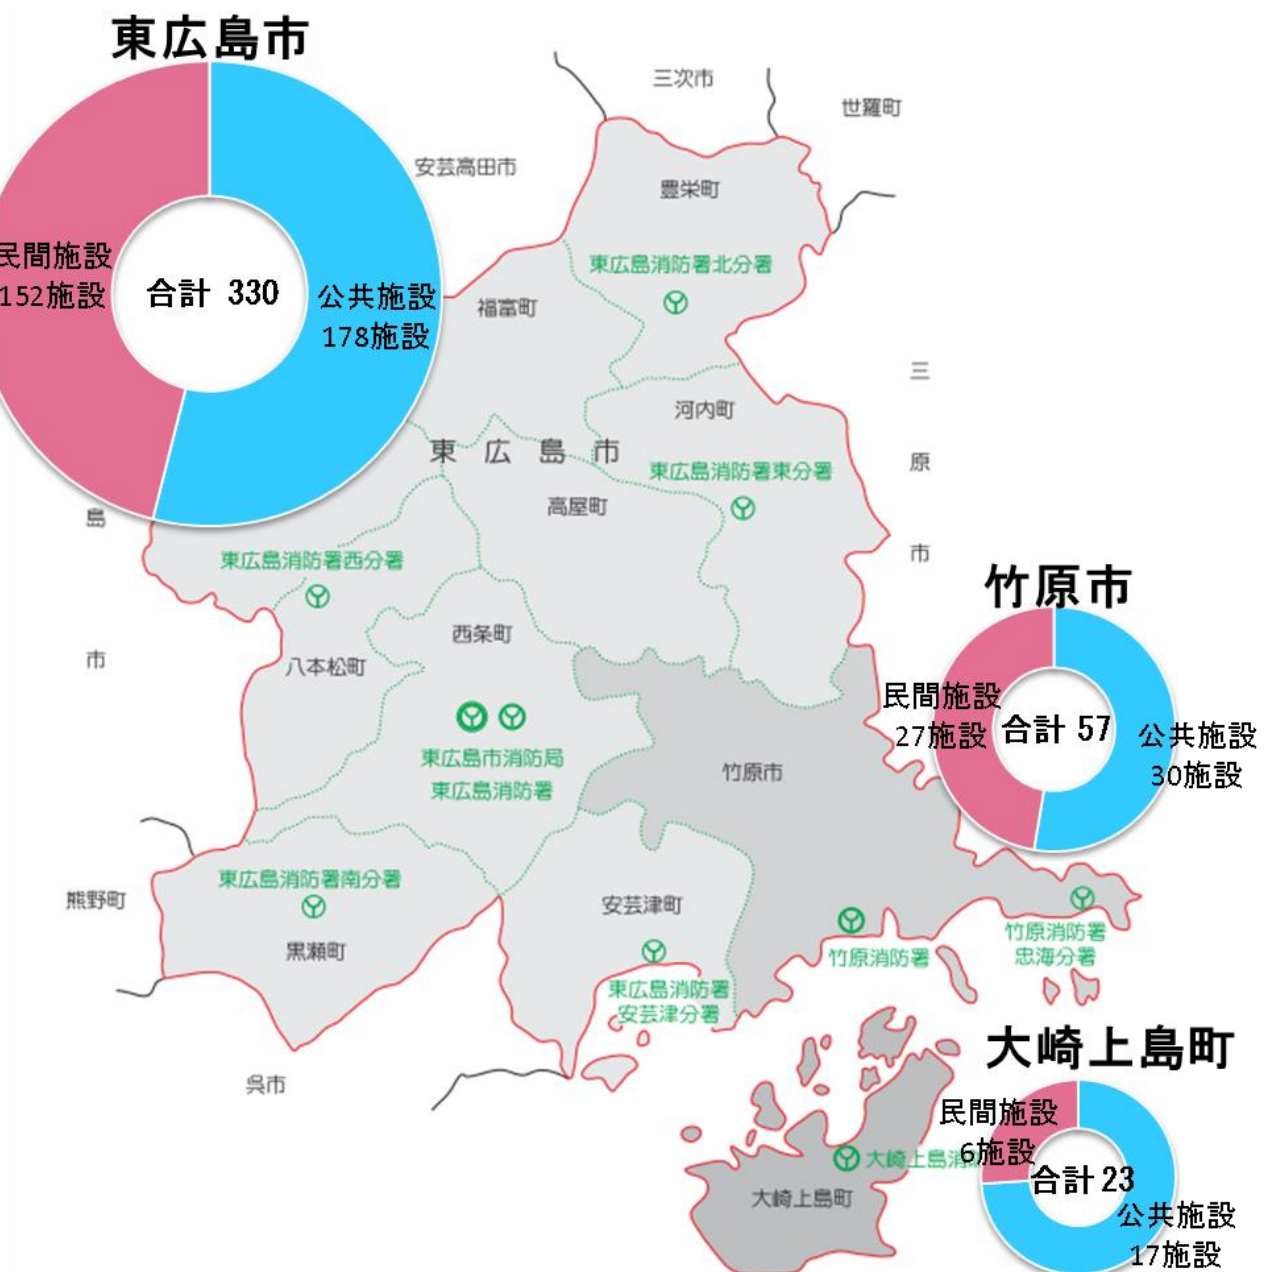 東広島市
三次市
世羅町
安芸高田市
豊栄町
民間施設
152施設
合計 330
公共施設
178施設
東広島消防署北分署
福富町
三原市
河内町
東広島市
東広島消防署東分署
高屋町
島市
東広島消防署西分署
竹原市
西条町
八本松町
民間施設
27施設
合計 57
公共施設
30施設
東広島市消防局
東広島消防署
竹原市
東広島消防署南分署
熊野町
安芸津町
黒瀬町
竹原消防署
竹原消防署
忠海分署
東広島消防署
安芸津分署
呉市
大崎上島町
民間施設
6施設
大崎上島消
合計 23
大崎上島町
公共施設
17施設